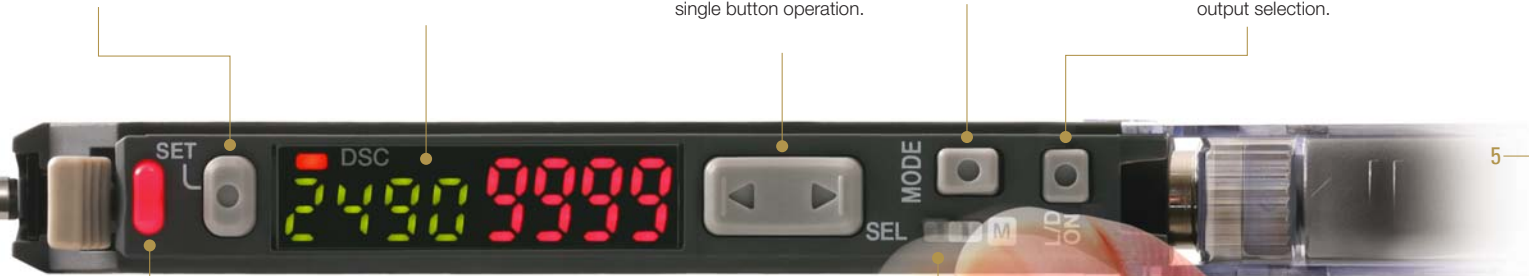 single button operation.
output selection.
SET
DSC
2490 9999
MODE
SEL
M
L/D
ON
5